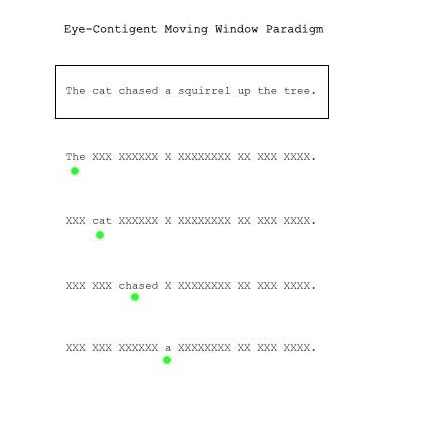 Eye-Contigent Moving Window Paradigm
The cat chased a squirrel up the tree.
The XXX XXXXXX X XXXXXXXX XX XXX XXXX.
XXX cat XXXXXX X XXXXXXXX XX XXX XXXX.
XXX XXX chased X XXXXXXXX XX XXX XXXX.
XXX XXX XXXXXX a XXXXXXXX XX XXX XXXX.